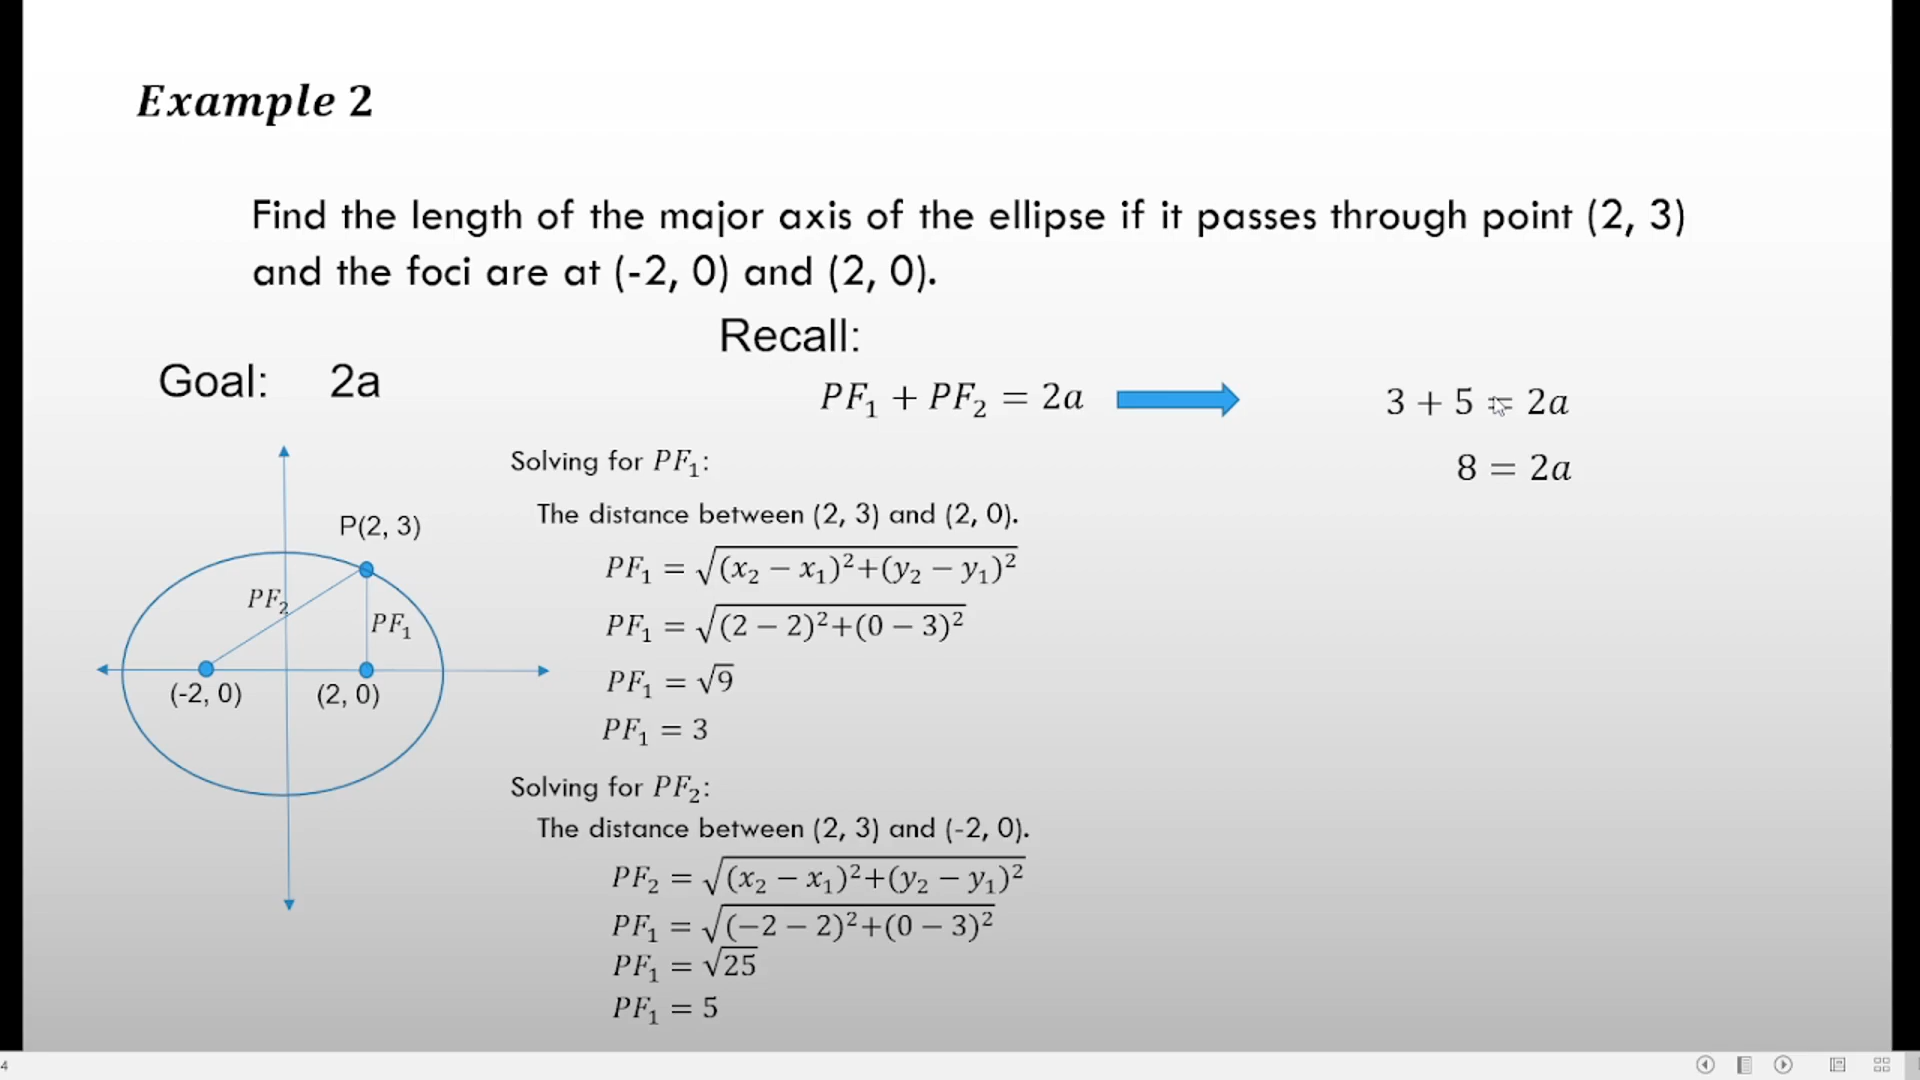 Example 2
Find the length of the major axis of the ellipse if it passes through point (2, 3)
and the foci are at (-2, 0) and (2, 0).
Recall:
Goal: 2a
PF₁ + PF₂ = 2a
3 + 5 = 2a
8 = 2a
P(2, 3)
PF₂
PF₁
(-2, 0)
(2, 0)
Solving for PF₁:
The distance between (2, 3) and (2, 0).
PF₁ = √(x₂ − x₁)²+(y₂ − y₁)²
PF₁ = √(2 − 2)²+(0 − 3)²
PF₁ = √9
PF₁ = 3
Solving for PF₂:
The distance between (2, 3) and (-2, 0).
PF₂ = √(x₂ − x₁)²+(y₂ − y₁)²
PF₁ = √(−2 − 2)²+(0 − 3)²
PF₁ = √25
PF₁ = 5
4